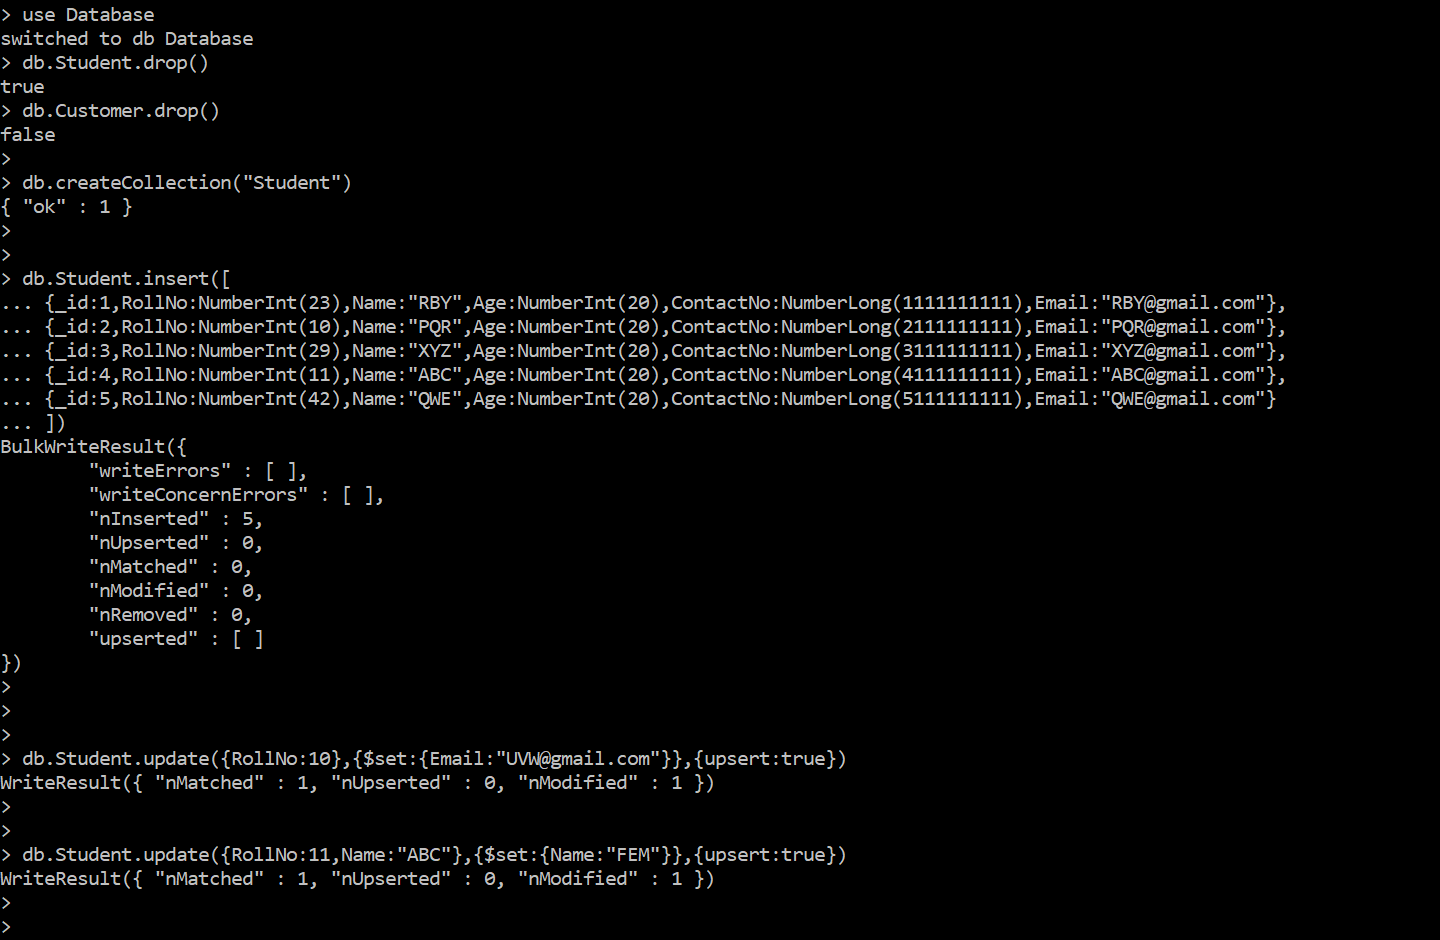 > use Database
switched to db Database
> db.Student.drop()
true
> db.Customer.drop()
false
>
> db.createCollection("Student")
{ "ok" : 1 }
>
>
> db.Student.insert([
... {_id:1,RollNo:NumberInt(23),Name:"RBY",Age:NumberInt(20),ContactNo:NumberLong(1111111111),Email:"RBY@gmail.com"},
... {_id:2,RollNo:NumberInt(10),Name:"PQR",Age:NumberInt(20),ContactNo:NumberLong(2111111111),Email:"PQR@gmail.com"},
... {_id:3,RollNo:NumberInt(29),Name:"XYZ",Age:NumberInt(20),ContactNo:NumberLong(3111111111),Email:"XYZ@gmail.com"},
... {_id:4,RollNo:NumberInt(11),Name:"ABC",Age:NumberInt(20),ContactNo:NumberLong(4111111111),Email:"ABC@gmail.com"},
... {_id:5,RollNo:NumberInt(42),Name:"QWE",Age:NumberInt(20),ContactNo:NumberLong(5111111111),Email:"QWE@gmail.com"}
... ])
BulkWriteResult({
        "writeErrors" : [ ],
        "writeConcernErrors" : [ ],
        "nInserted" : 5,
        "nUpserted" : 0,
        "nMatched" : 0,
        "nModified" : 0,
        "nRemoved" : 0,
        "upserted" : [ ]
})
>
>
>
> db.Student.update({RollNo:10},{$set:{Email:"UVW@gmail.com"}},{upsert:true})
WriteResult({ "nMatched" : 1, "nUpserted" : 0, "nModified" : 1 })
>
>
> db.Student.update({RollNo:11,Name:"ABC"},{$set:{Name:"FEM"}},{upsert:true})
WriteResult({ "nMatched" : 1, "nUpserted" : 0, "nModified" : 1 })
>
>